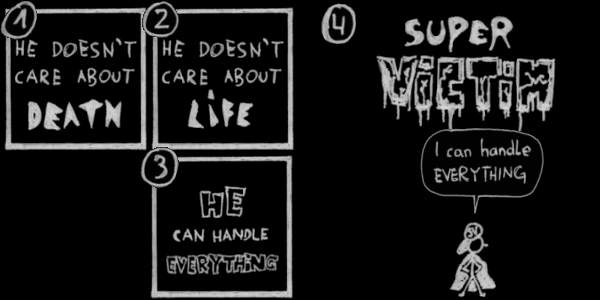 1
HE DOESN'T
CARE ABOUT
DEATH
2
HE DOESN'T
CARE ABOUT
LiFE
3
HE
CAN HANDLE
EVERYTHiNG
4
SUPER
ViCTiM
I can handle
EVERYTHING
SV